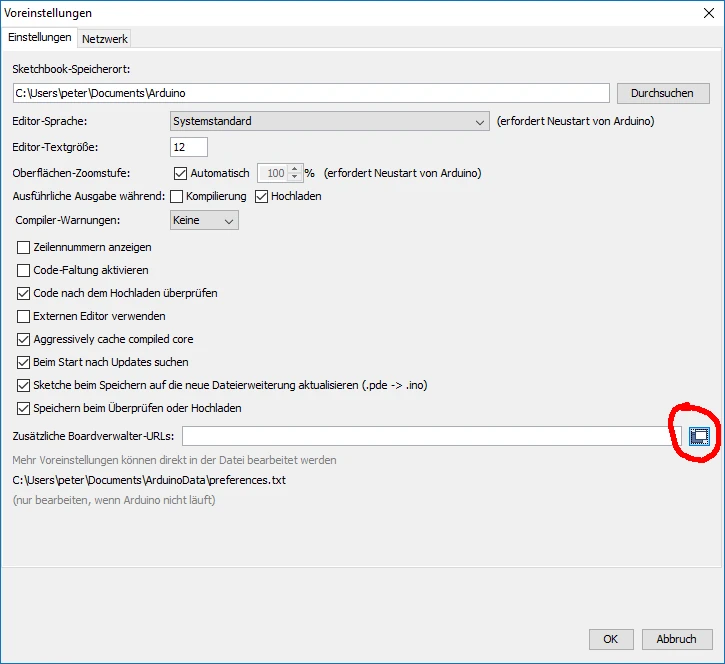 Voreinstellungen
Einstellungen Netzwerk
Sketchbook-Speicherort:
C:\Users\peter\Documents\Arduino Durchsuchen
Editor-Sprache: Systemstandard (erfordert Neustart von Arduino)
Editor-Textgröße: 12
Oberflächen-Zoomstufe: Automatisch 100 % (erfordert Neustart von Arduino)
Ausführliche Ausgabe während: Kompilierung Hochladen
Compiler-Warnungen: Keine
Zeilennummern anzeigen
Code-Faltung aktivieren
Code nach dem Hochladen überprüfen
Externen Editor verwenden
Aggressively cache compiled core
Beim Start nach Updates suchen
Sketche beim Speichern auf die neue Dateierweiterung aktualisieren (.pde -> .ino)
Speichern beim Überprüfen oder Hochladen
Zusätzliche Boardverwalter-URLs:
Mehr Voreinstellungen können direkt in der Datei bearbeitet werden
C:\Users\peter\Documents\ArduinoData\preferences.txt
(nur bearbeiten, wenn Arduino nicht läuft)
OK Abbruch